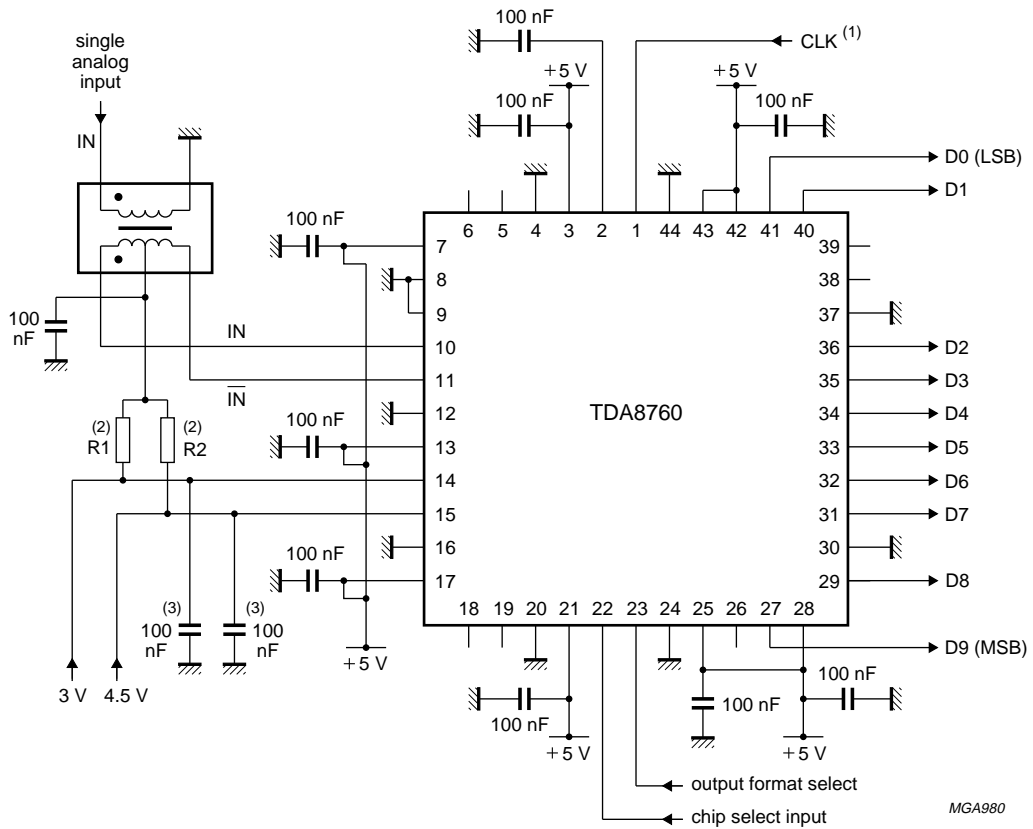 100 nF
CLK (1)
single
analog
input
+5 V
+5 V
100 nF
100 nF
IN
D0 (LSB)
D1
6 5 4 3 2 1 44 43 42 41 40
100 nF
7
39
8
38
9
37
100
nF
IN
10
36
D2
IN
11
35
D3
TDA8760
12
34
D4
(2)
R1
(2)
R2
100 nF
13
33
D5
14
32
D6
15
31
D7
16
30
100 nF
17
29
D8
18 19 20 21 22 23 24 25 26 27 28
(3)
100
nF
(3)
100
nF
+5 V
D9 (MSB)
3 V
4.5 V
100 nF
100 nF
100 nF
+5 V
+5 V
output format select
chip select input
MGA980